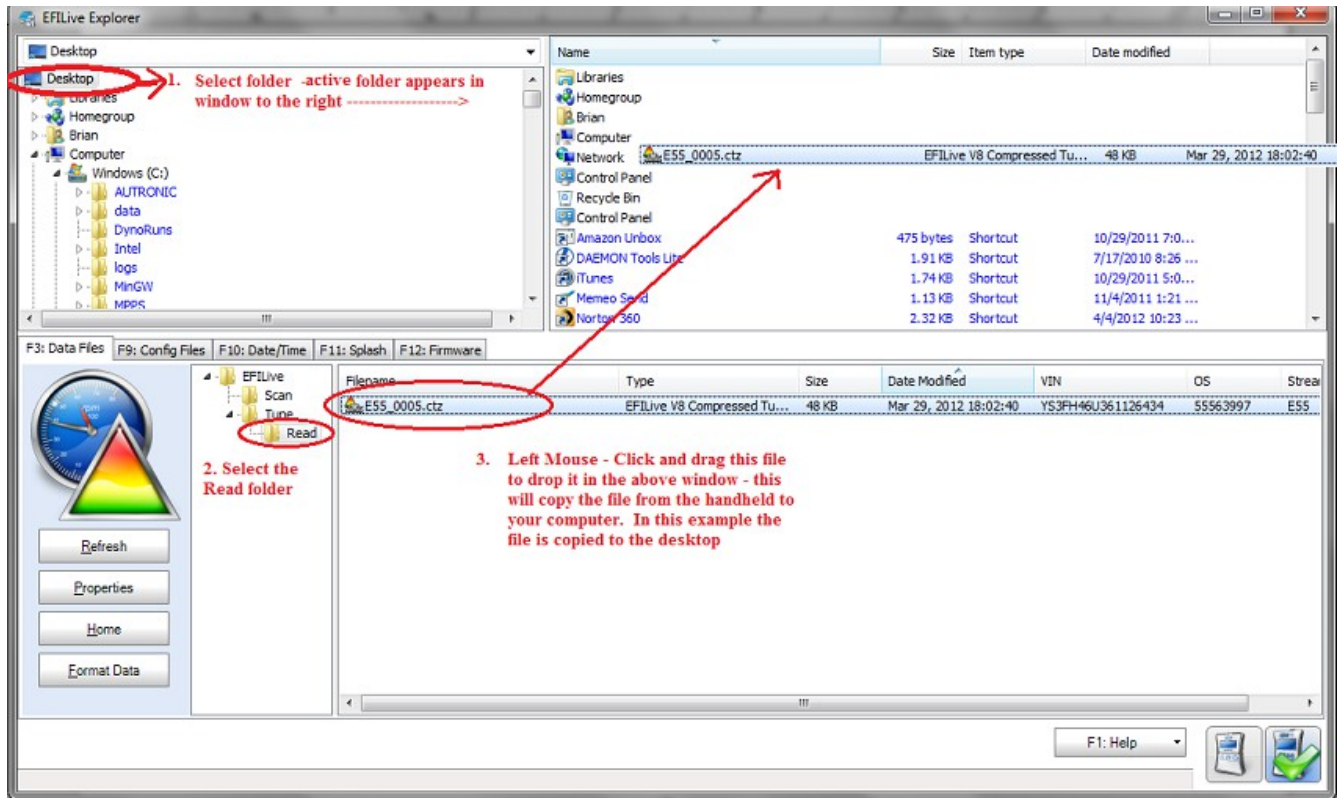 EFILive Explorer
Desktop
Desktop
1. Select folder -active folder appears in
window to the right ------------------->
Libraries
Homegroup
Brian
Computer
Windows (C:)
AUTRONIC
data
DynoRuns
Intel
logs
MinGW
MPPS
Name Size Item type Date modified
Libraries
Homegroup
Brian
Computer
Network E55_0005.ctz EFILive V8 Compressed Tu... 48 KB Mar 29, 2012 18:02:40
Control Panel
Recycle Bin
Control Panel
Amazon Unbox 475 bytes Shortcut 10/29/2011 7:0...
DAEMON Tools Lite 1.91 KB Shortcut 7/17/2010 8:26 ...
iTunes 1.74 KB Shortcut 10/29/2011 5:0...
Memeo Send 1.13 KB Shortcut 11/4/2011 1:21 ...
Norton 360 2.32 KB Shortcut 4/4/2012 10:23 ...
F3: Data Files F9: Config Files F10: Date/Time F11: Splash F12: Firmware
rpm
EFILive
Scan
Tune
Read
2. Select the
Read folder
Refresh
Properties
Home
Format Data
Filename Type Size Date Modified VIN OS Strea
E55_0005.ctz EFILive V8 Compressed Tu... 48 KB Mar 29, 2012 18:02:40 YS3FH46U361126434 55563997 E55
3. Left Mouse - Click and drag this file
to drop it in the above window - this
will copy the file from the handheld to
your computer. In this example the
file is copied to the desktop
F1: Help